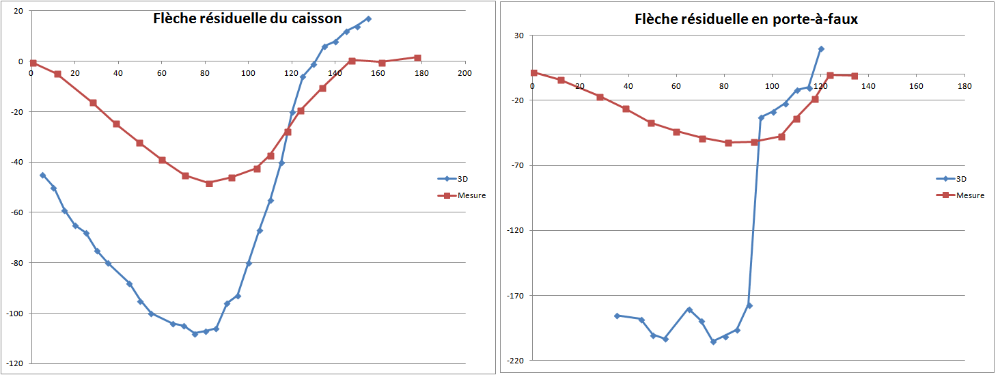 Flèche résiduelle du caisson
20
0
-20
-40
-60
-80
-100
-120
0 20 40 60 80 100 120 140 160 180 200
3D
Mesure
Flèche résiduelle en porte-à-faux
30
-20
-70
-120
-170
-220
0 20 40 60 80 100 120 140 160 180
3D
Mesure